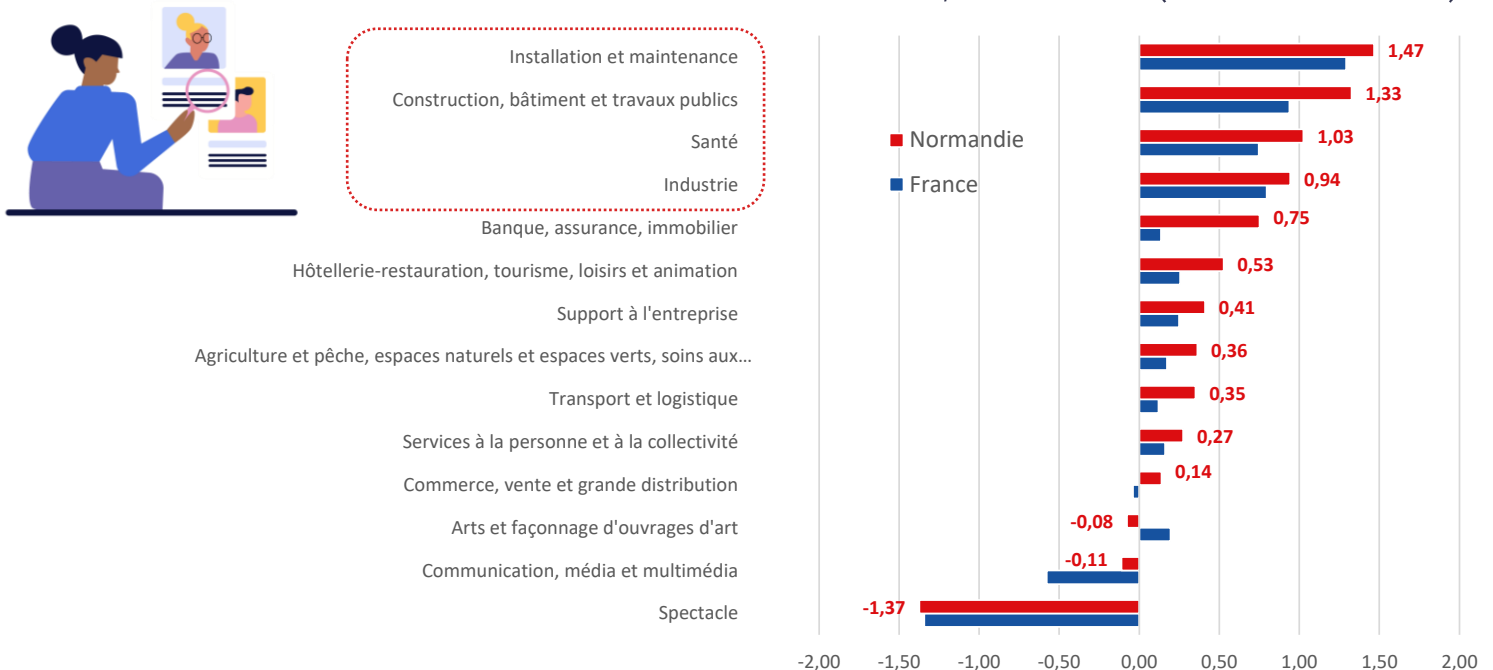 Installation et maintenance
1,47
Construction, bâtiment et travaux publics
1,33
Santé
1,03
Industrie
0,94
Normandie
France
Banque, assurance, immobilier
0,75
Hôtellerie-restauration, tourisme, loisirs et animation
0,53
Support à l'entreprise
0,41
Agriculture et pêche, espaces naturels et espaces verts, soins aux...
0,36
Transport et logistique
0,35
Services à la personne et à la collectivité
0,27
Commerce, vente et grande distribution
0,14
Arts et façonnage d'ouvrages d'art
-0,08
Communication, média et multimédia
-0,11
Spectacle
-1,37
-2,00 -1,50 -1,00 -0,50 0,00 0,50 1,00 1,50 2,00